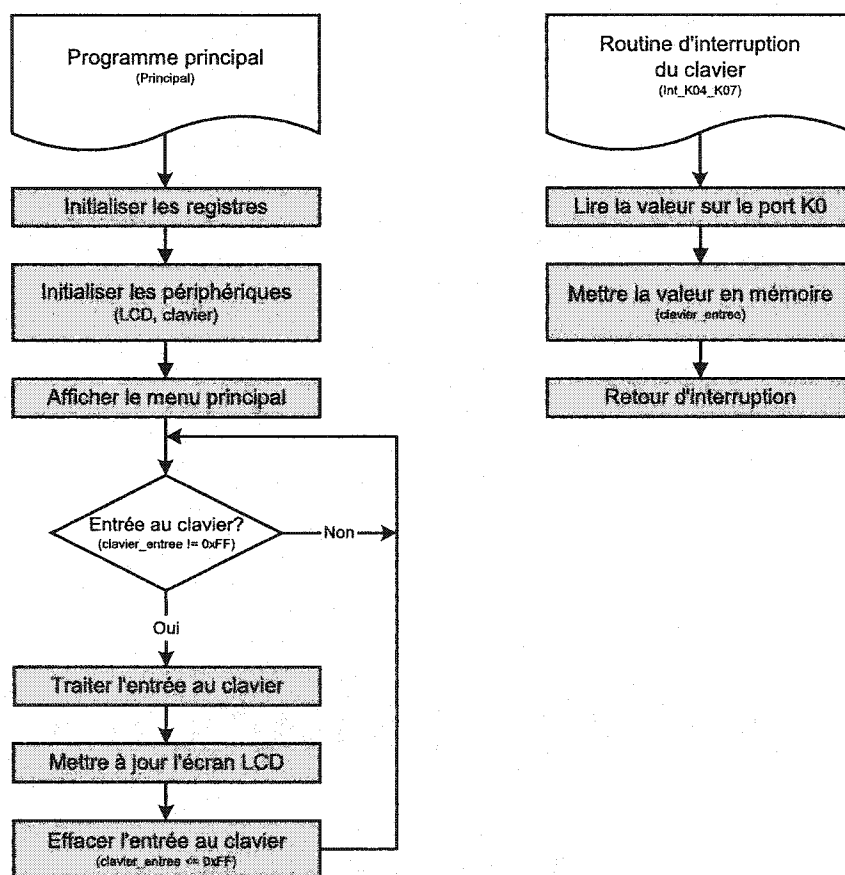 Programme principal
(Principal)
Initialiser les registres
Initialiser les périphériques
(LCD, clavier)
Afficher le menu principal
Entrée au clavier?
(clavier_entree != 0xFF)
Non
Oui
Traiter l'entrée au clavier
Mettre à jour l'écran LCD
Effacer l'entrée au clavier
(clavier_entree <= 0xFF)
Routine d'interruption
du clavier
(Int_K04_K07)
Lire la valeur sur le port K0
Mettre la valeur en mémoire
(clavier_entree)
Retour d'interruption